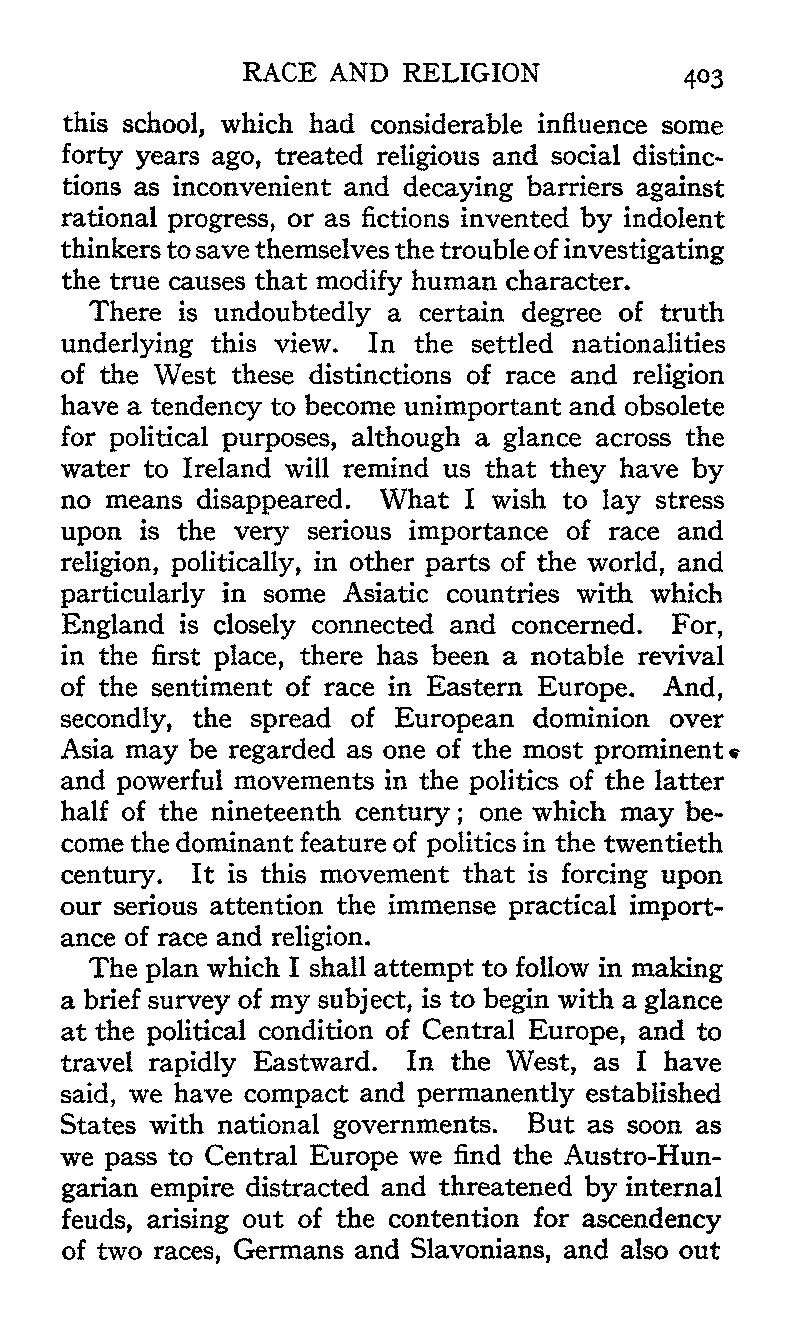 RACE AND RELIGION 403
this school, which had considerable influence some
forty years ago, treated religious and social distinc-
tions as inconvenient and decaying barriers against
rational progress, or as fictions invented by indolent
thinkers to save themselves the trouble of investigating
the true causes that modify human character.
There is undoubtedly a certain degree of truth
underlying this view. In the settled nationalities
of the West these distinctions of race and religion
have a tendency to become unimportant and obsolete
for political purposes, although a glance across the
water to Ireland will remind us that they have by
no means disappeared. What I wish to lay stress
upon is the very serious importance of race and
religion, politically, in other parts of the world, and
particularly in some Asiatic countries with which
England is closely connected and concerned. For,
in the first place, there has been a notable revival
of the sentiment of race in Eastern Europe. And,
secondly, the spread of European dominion over
Asia may be regarded as one of the most prominent
and powerful movements in the politics of the latter
half of the nineteenth century; one which may be-
come the dominant feature of politics in the twentieth
century. It is this movement that is forcing upon
our serious attention the immense practical import-
ance of race and religion.
The plan which I shall attempt to follow in making
a brief survey of my subject, is to begin with a glance
at the political condition of Central Europe, and to
travel rapidly Eastward. In the West, as I have
said, we have compact and permanently established
States with national governments. But as soon as
we pass to Central Europe we find the Austro-Hun-
garian empire distracted and threatened by internal
feuds, arising out of the contention for ascendency
of two races, Germans and Slavonians, and also out